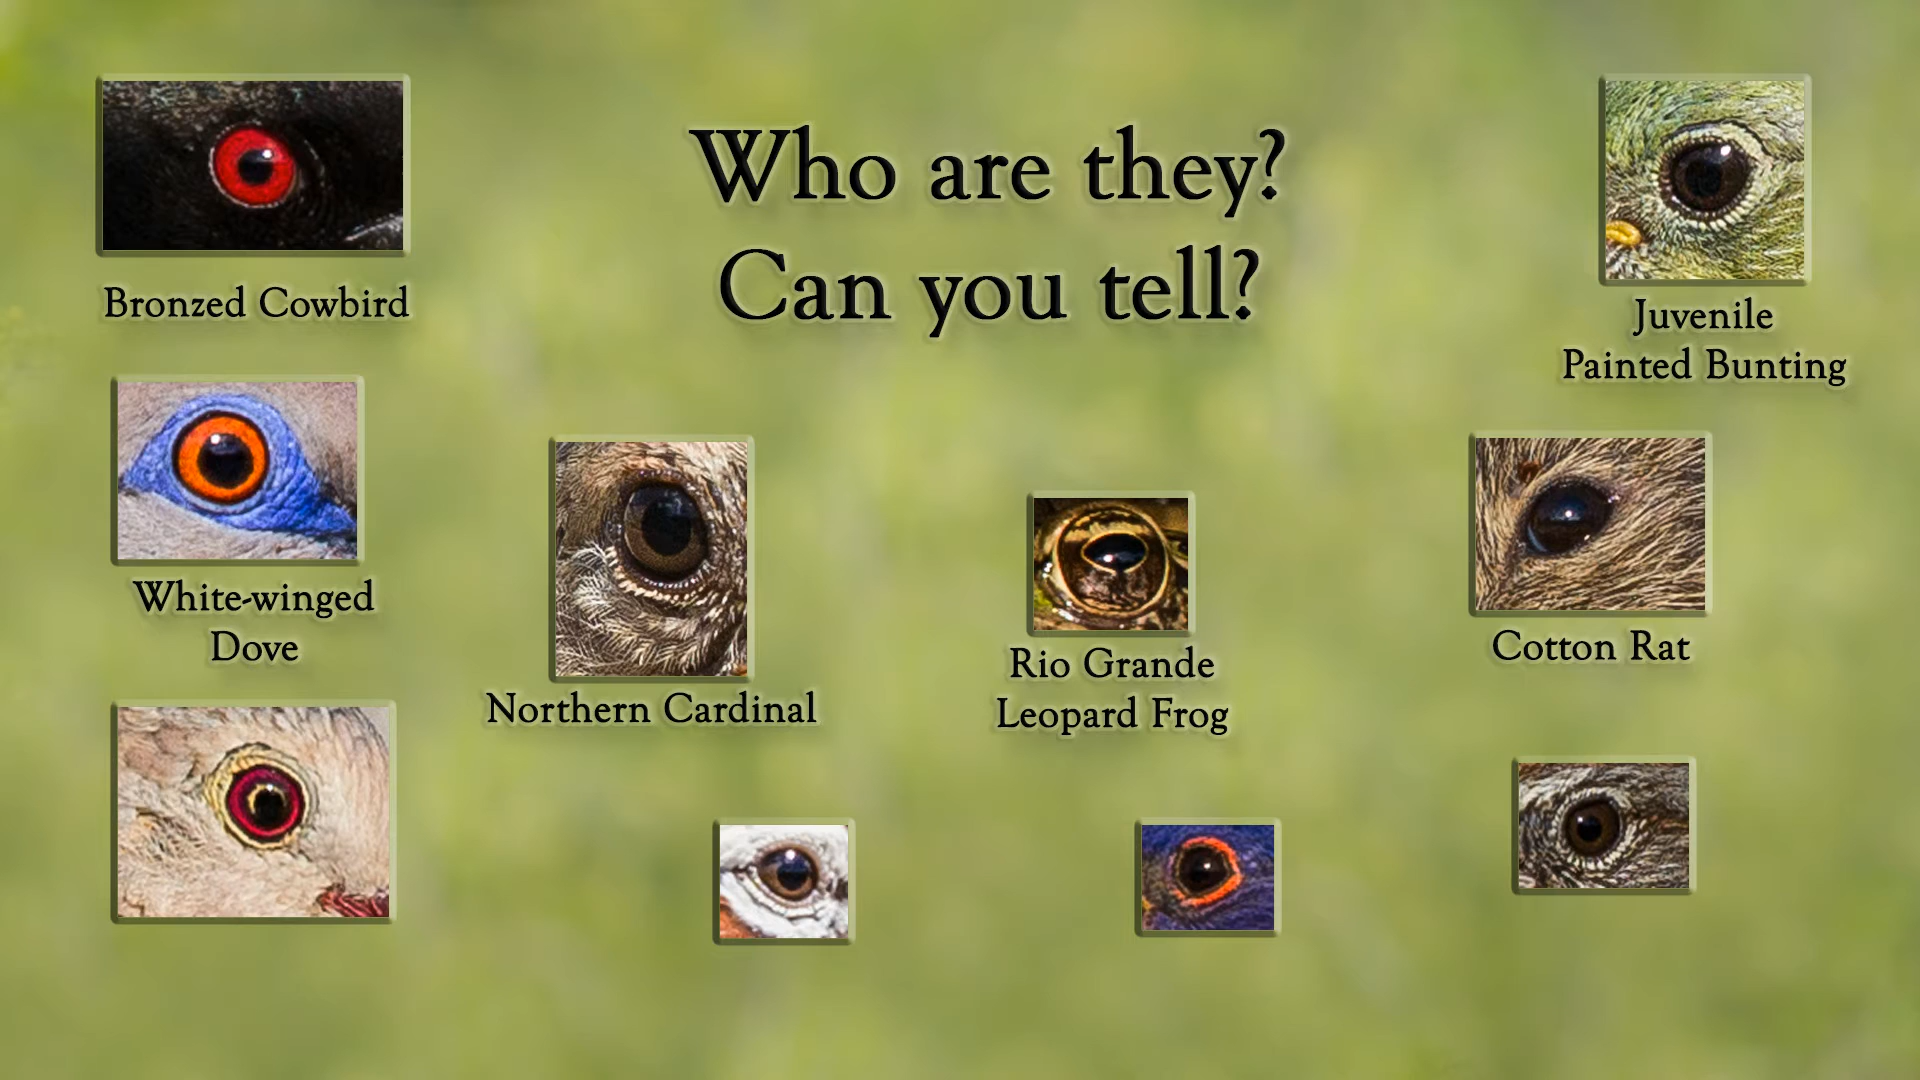 Who are they?
Can you tell?
Bronzed Cowbird
Juvenile
Painted Bunting
White-winged
Dove
Northern Cardinal
Rio Grande
Leopard Frog
Cotton Rat